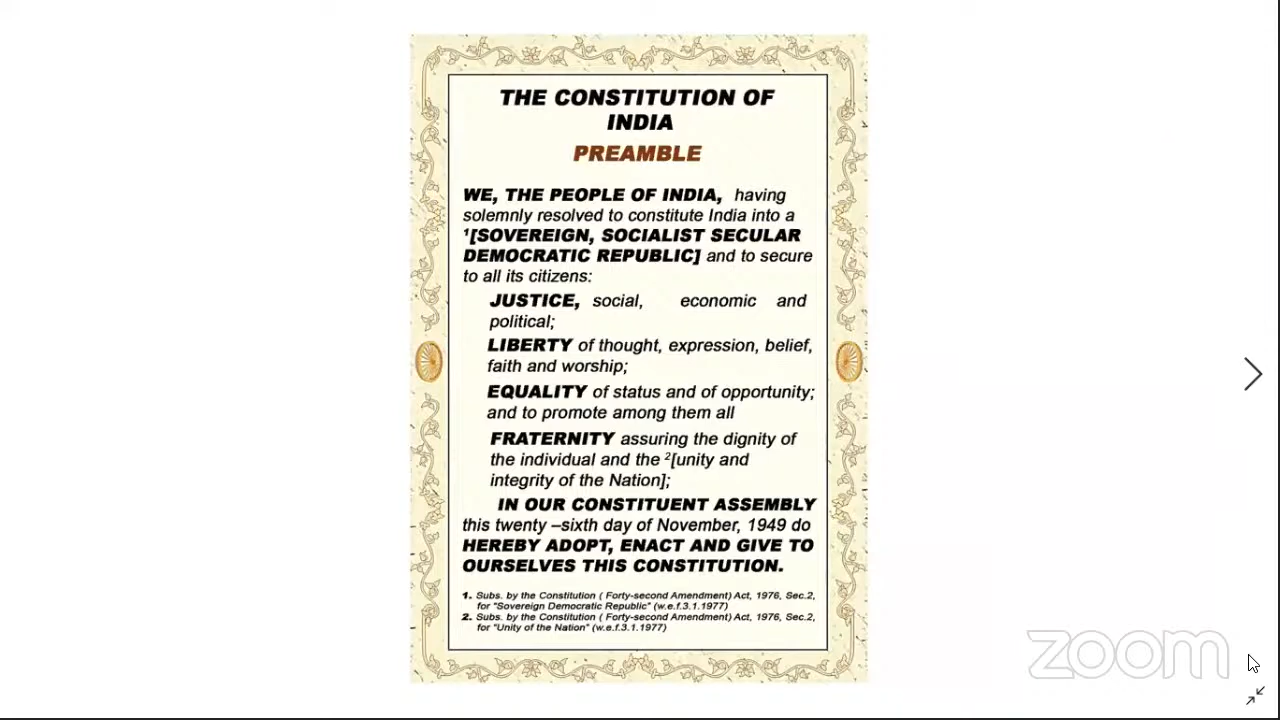 THE CONSTITUTION OF
INDIA
PREAMBLE
WE, THE PEOPLE OF INDIA, having
solemnly resolved to constitute India into a
¹[SOVEREIGN, SOCIALIST SECULAR
DEMOCRATIC REPUBLIC] and to secure
to all its citizens:
JUSTICE, social, economic and
political;
LIBERTY of thought, expression, belief,
faith and worship;
EQUALITY of status and of opportunity;
and to promote among them all
FRATERNITY assuring the dignity of
the individual and the ²[unity and
integrity of the Nation];
IN OUR CONSTITUENT ASSEMBLY
this twenty –sixth day of November, 1949 do
HEREBY ADOPT, ENACT AND GIVE TO
OURSELVES THIS CONSTITUTION.
1. Subs. by the Constitution ( Forty-second Amendment) Act, 1976, Sec.2,
for "Sovereign Democratic Republic" (w.e.f.3.1.1977)
2. Subs. by the Constitution ( Forty-second Amendment) Act, 1976, Sec.2,
for "Unity of the Nation" (w.e.f.3.1.1977)
zoom